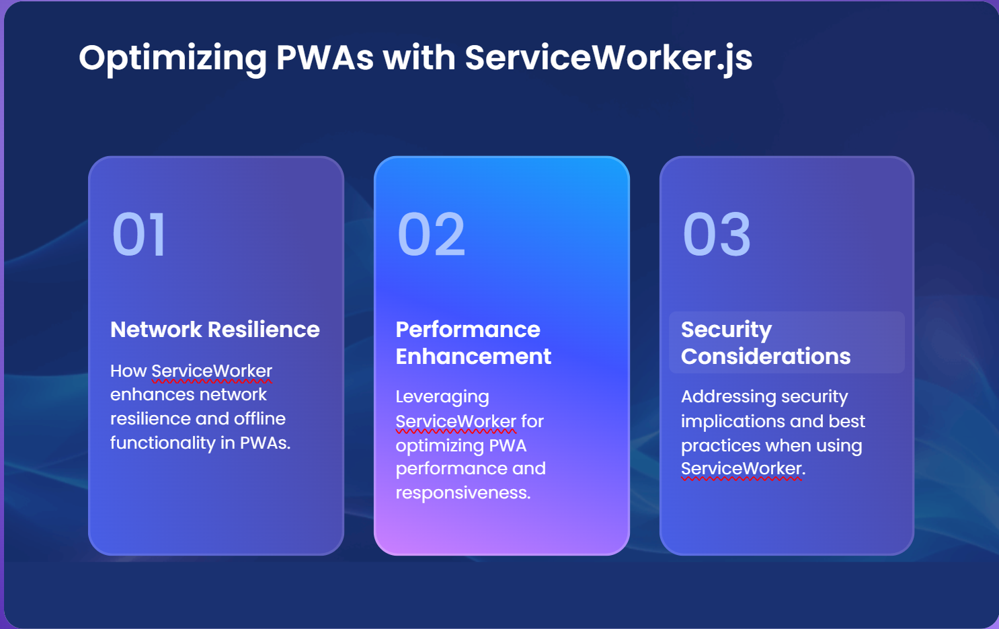 Optimizing PWAs with ServiceWorker.js
01
Network Resilience
How ServiceWorker
enhances network
resilience and offline
functionality in PWAs.
02
Performance
Enhancement
Leveraging
ServiceWorker for
optimizing PWA
performance and
responsiveness.
03
Security
Considerations
Addressing security
implications and best
practices when using
ServiceWorker.